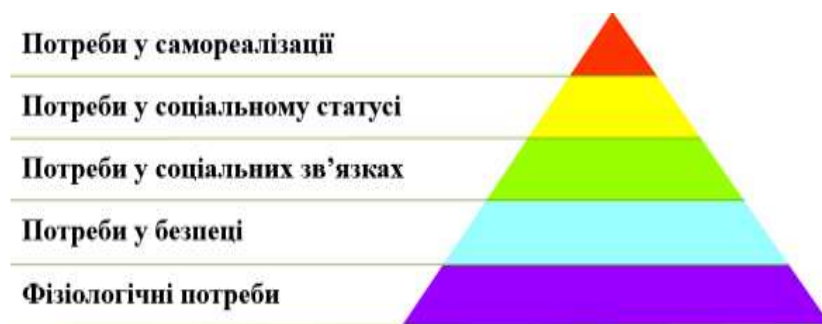 Потреби у самореалізації
Потреби у соціальному статусі
Потреби у соціальних зв’язках
Потреби у безпеці
Фізіологічні потреби